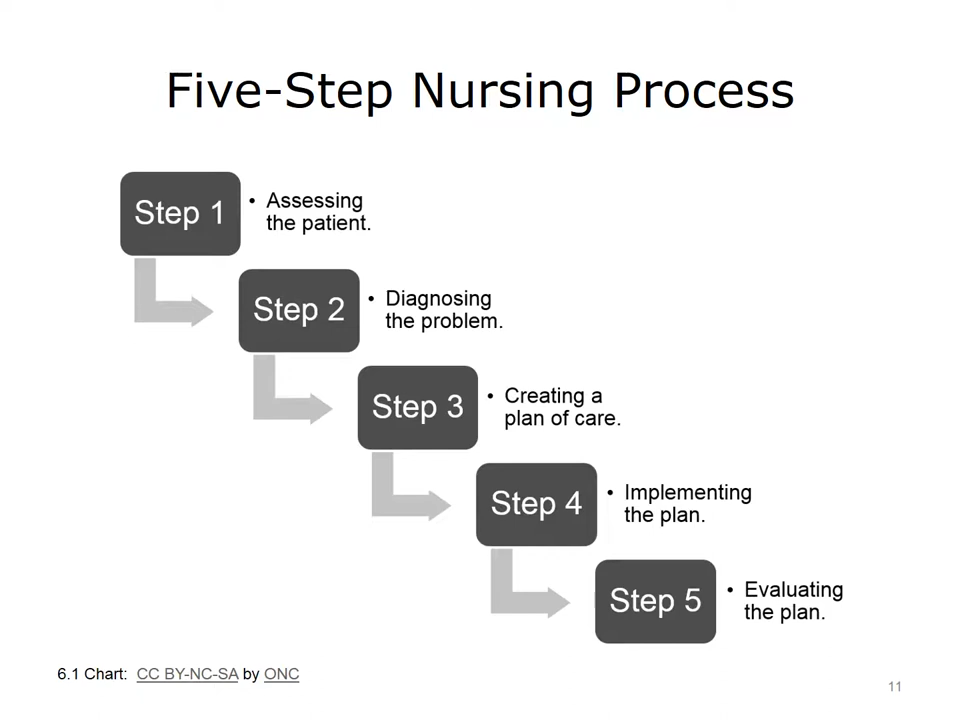 Five-Step Nursing Process
Step 1
• Assessing
the patient.
Step 2
• Diagnosing
the problem.
Step 3
• Creating a
plan of care.
Step 4
• Implementing
the plan.
Step 5
• Evaluating
the plan.
6.1 Chart: CC BY-NC-SA by ONC
11